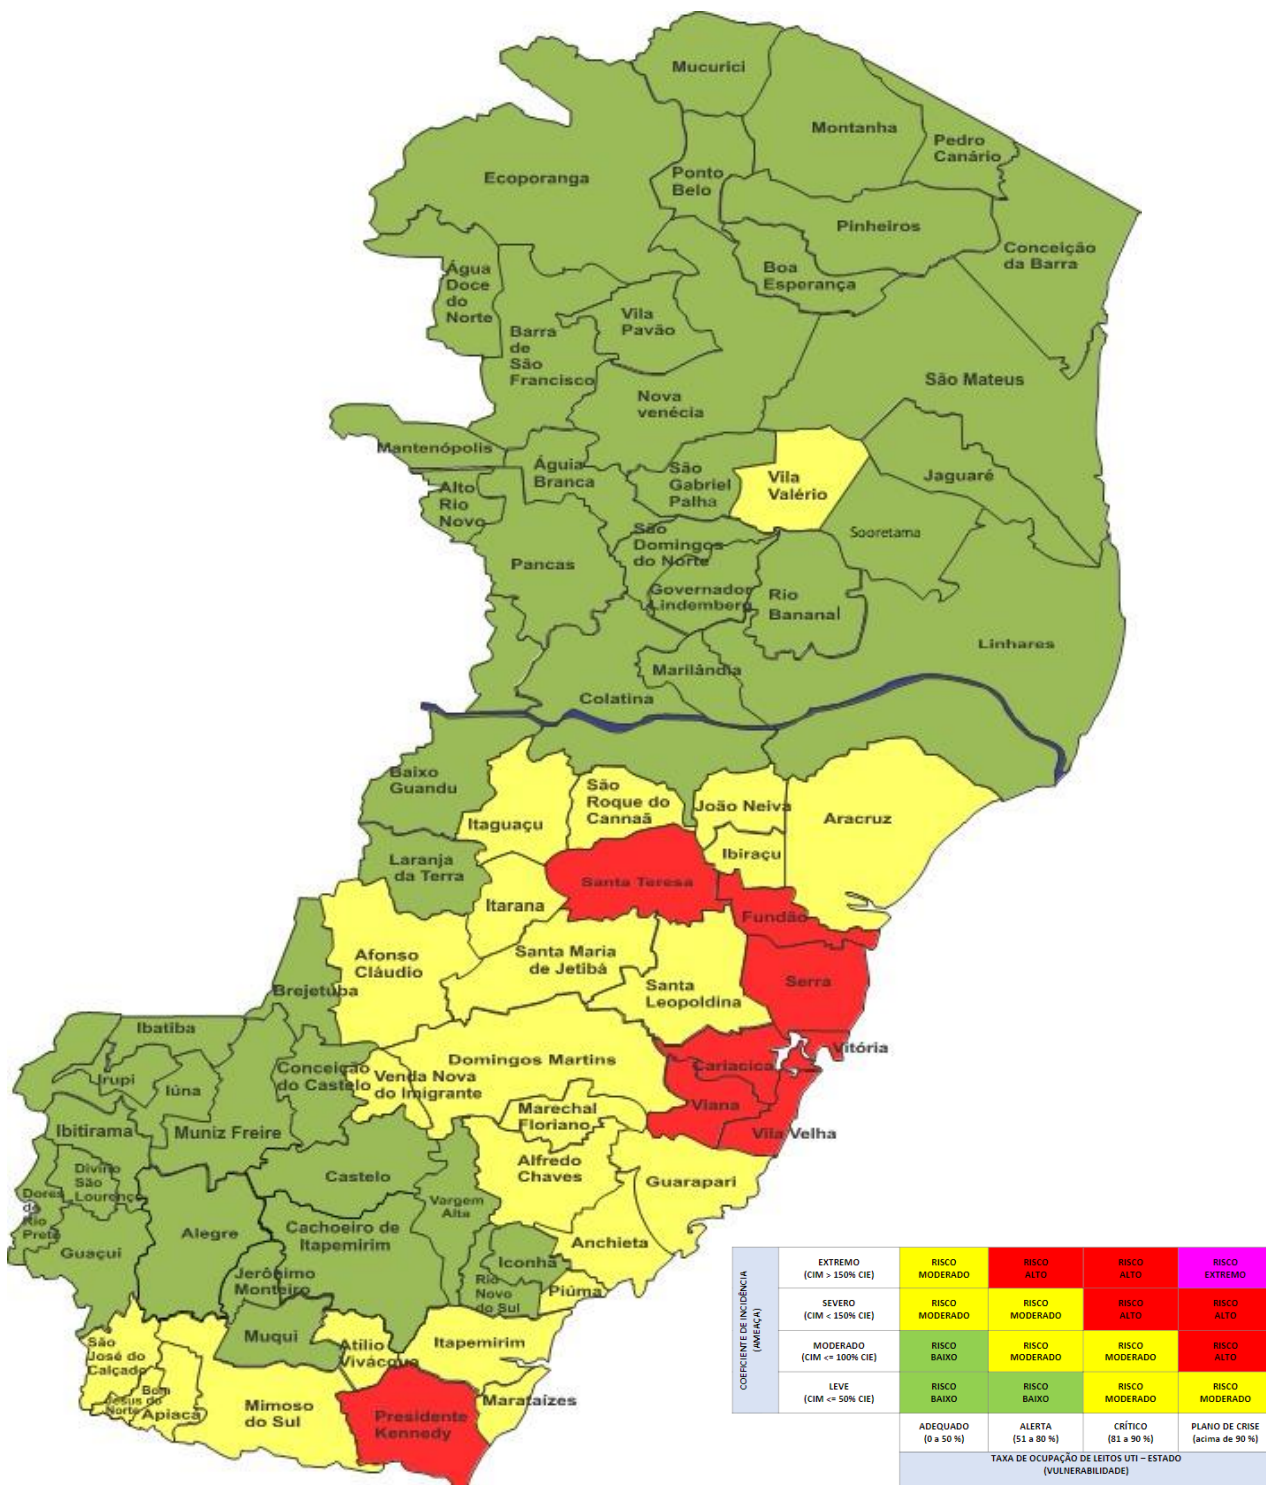 Mucurici
Montanha
Pedro
Canário
Ecoporanga
Ponto
Belo
Pinheiros
Conceição
da Barra
Boa
Esperança
Água
Doce
do
Norte
Vila
Pavão
Barra
de
São
Francisco
São Mateus
Nova
venécia
Mantenópolis
Águia
Branca
São
Gabriel
Palha
Vila
Valério
Jaguaré
Alto
Rio
Novo
Sooretama
São
Domingos
do Norte
Pancas
Governador
Lindemberg
Rio
Bananal
Linhares
Marilândia
Colatina
Baixo
Guandu
São
Roque do
Cannaã
João Neiva
Aracruz
Itaguaçu
Ibiraçu
Laranja
da Terra
Santa Teresa
Itarana
Fundão
Afonso
Cláudio
Santa Maria
de Jetibá
Santa
Leopoldina
Serra
Brejetuba
Ibatiba
Vitória
Conceição
do Castelo
Domingos Martins
Cariacica
Venda Nova
do Imigrante
Urupi
Iúna
Viana
Marechal
Floriano
Ibitirama
Muniz Freire
Vila Velha
Alfredo
Chaves
Castelo
Guarapari
Divino
São
Lourenço
Dores
do
Rio
Preto
Vargem
Alta
Guaçui
Alegre
Cachoeiro de
Itapemirim
Anchieta
Iconha
Jerônimo
Monteiro
Rio
Novo
do Sul
Piúma
Muqui
Atílio
Vivácqua
Itapemirim
São
José do
Calçado
Bom
Jesus do
Norte
Apiacá
Mimoso
do Sul
Marataízes
Presidente
Kennedy
COEFICIENTE DE INCIDÊNCIA
(AMEAÇA)
EXTREMO
(CIM > 150% CIE)
RISCO
MODERADO
RISCO
ALTO
RISCO
ALTO
RISCO
EXTREMO
SEVERO
(CIM < 150% CIE)
RISCO
MODERADO
RISCO
MODERADO
RISCO
ALTO
RISCO
ALTO
MODERADO
(CIM <= 100% CIE)
RISCO
BAIXO
RISCO
MODERADO
RISCO
MODERADO
RISCO
ALTO
LEVE
(CIM <= 50% CIE)
RISCO
BAIXO
RISCO
BAIXO
RISCO
MODERADO
RISCO
MODERADO
ADEQUADO
(0 a 50 %)
ALERTA
(51 a 80 %)
CRÍTICO
(81 a 90 %)
PLANO DE CRISE
(acima de 90 %)
TAXA DE OCUPAÇÃO DE LEITOS UTI – ESTADO
(VULNERABILIDADE)